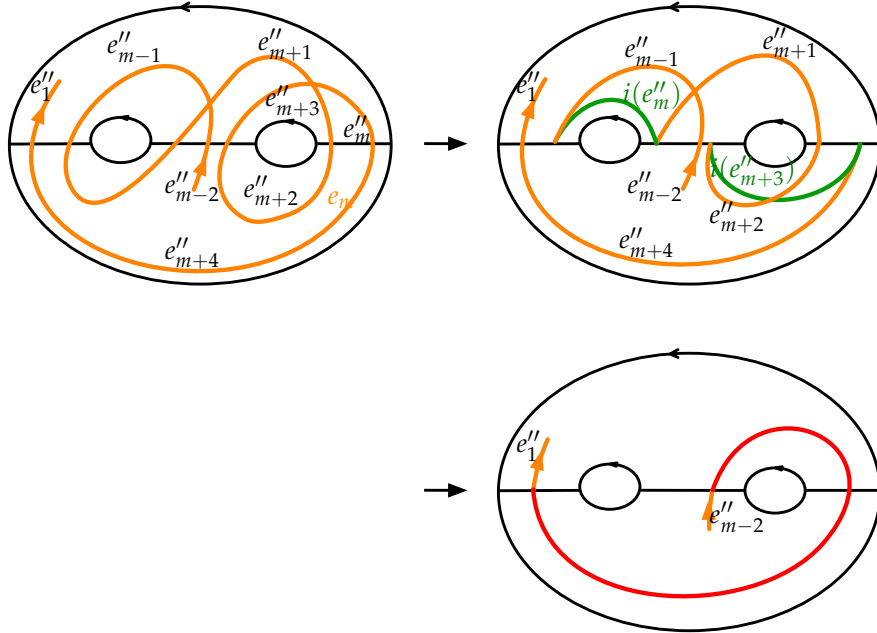 e''_{m−1} e''_{m+1} e''_{m−1} e''_{m+1}
e''_1 e''_{m+3} e''_m e''_1 i(e''_m)
e''_{m−2} e''_{m+2} e_m e''_{m−2} i(e''_{m+3}) e''_{m+2}
e''_{m+4} e''_{m+4}
e''_1
e''_{m−2}